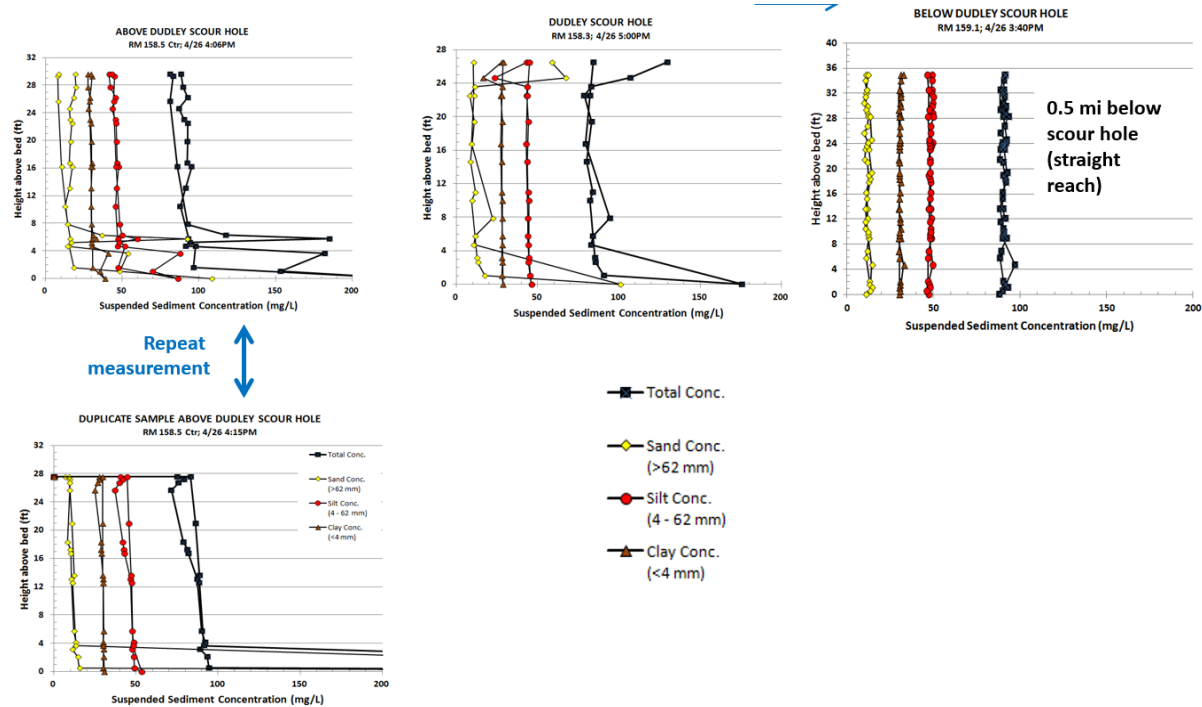 ABOVE DUDLEY SCOUR HOLE
RM 158.5 Ctr; 4/26 4:06PM
Height above bed (ft)
32
28
24
20
16
12
8
4
0
0 50 100 150 200
Suspended Sediment Concentration (mg/L)
DUDLEY SCOUR HOLE
RM 158.3; 4/26 5:00PM
Height above bed (ft)
28
24
20
16
12
8
4
0
0 50 100 150 200
Suspended Sediment Concentration (mg/L)
BELOW DUDLEY SCOUR HOLE
RM 159.1; 4/26 3:40PM
Height above bed (ft)
40
36
32
28
24
20
16
12
8
4
0
0 50 100 150 200
Suspended Sediment Concentration (mg/L)
0.5 mi below
scour hole
(straight
reach)
Repeat
measurement
DUPLICATE SAMPLE ABOVE DUDLEY SCOUR HOLE
RM 158.5 Ctr; 4/26 4:15PM
Height above bed (ft)
32
28
24
20
16
12
8
4
0
0 50 100 150 200
Suspended Sediment Concentration (mg/L)
Total Conc.
Sand Conc.
(>62 mm)
Silt Conc.
(4 - 62 mm)
Clay Conc.
(<4 mm)
Total Conc.
Sand Conc.
(>62 mm)
Silt Conc.
(4 - 62 mm)
Clay Conc.
(<4 mm)